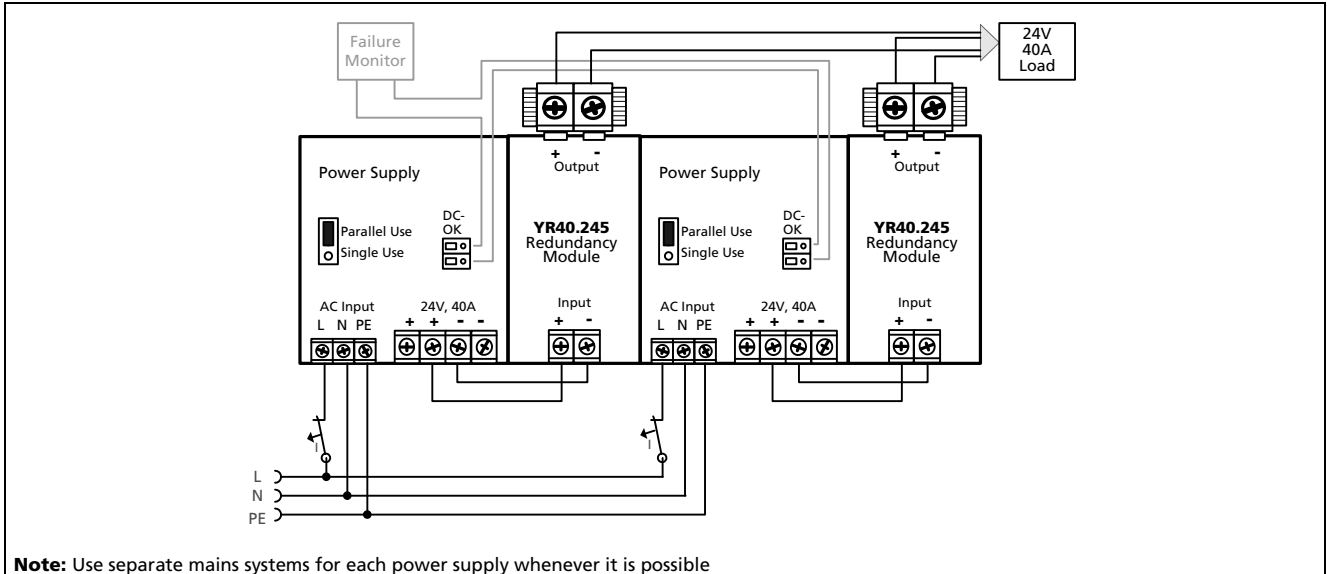 Failure
Monitor
24V
40A
Load
+ -
Output
+ -
Output
Power Supply
Parallel Use
Single Use
DC-
OK
YR40.245
Redundancy
Module
Power Supply
Parallel Use
Single Use
DC-
OK
YR40.245
Redundancy
Module
AC Input
L N PE
24V, 40A
+ + - -
Input
+ -
AC Input
L N PE
24V, 40A
+ + - -
Input
+ -
I
I
L
N
PE
Note: Use separate mains systems for each power supply whenever it is possible